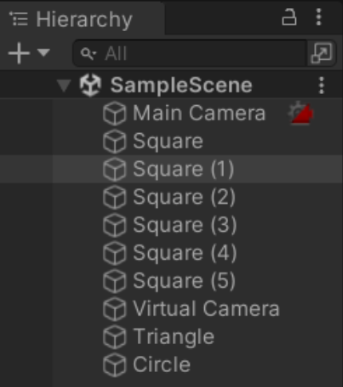 Hierarchy
All
SampleScene
Main Camera
Square
Square (1)
Square (2)
Square (3)
Square (4)
Square (5)
Virtual Camera
Triangle
Circle